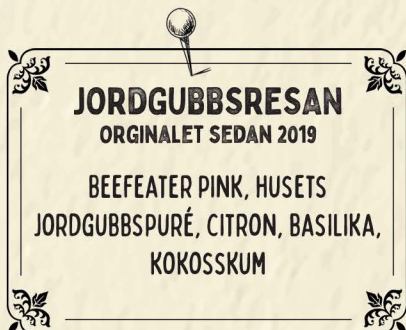 JORDGUBBSRESAN
ORGINALET SEDAN 2019
BEEFEATER PINK, HUSETS
JORDGUBBSPURÉ, CITRON, BASILIKA,
KOKOSSKUM